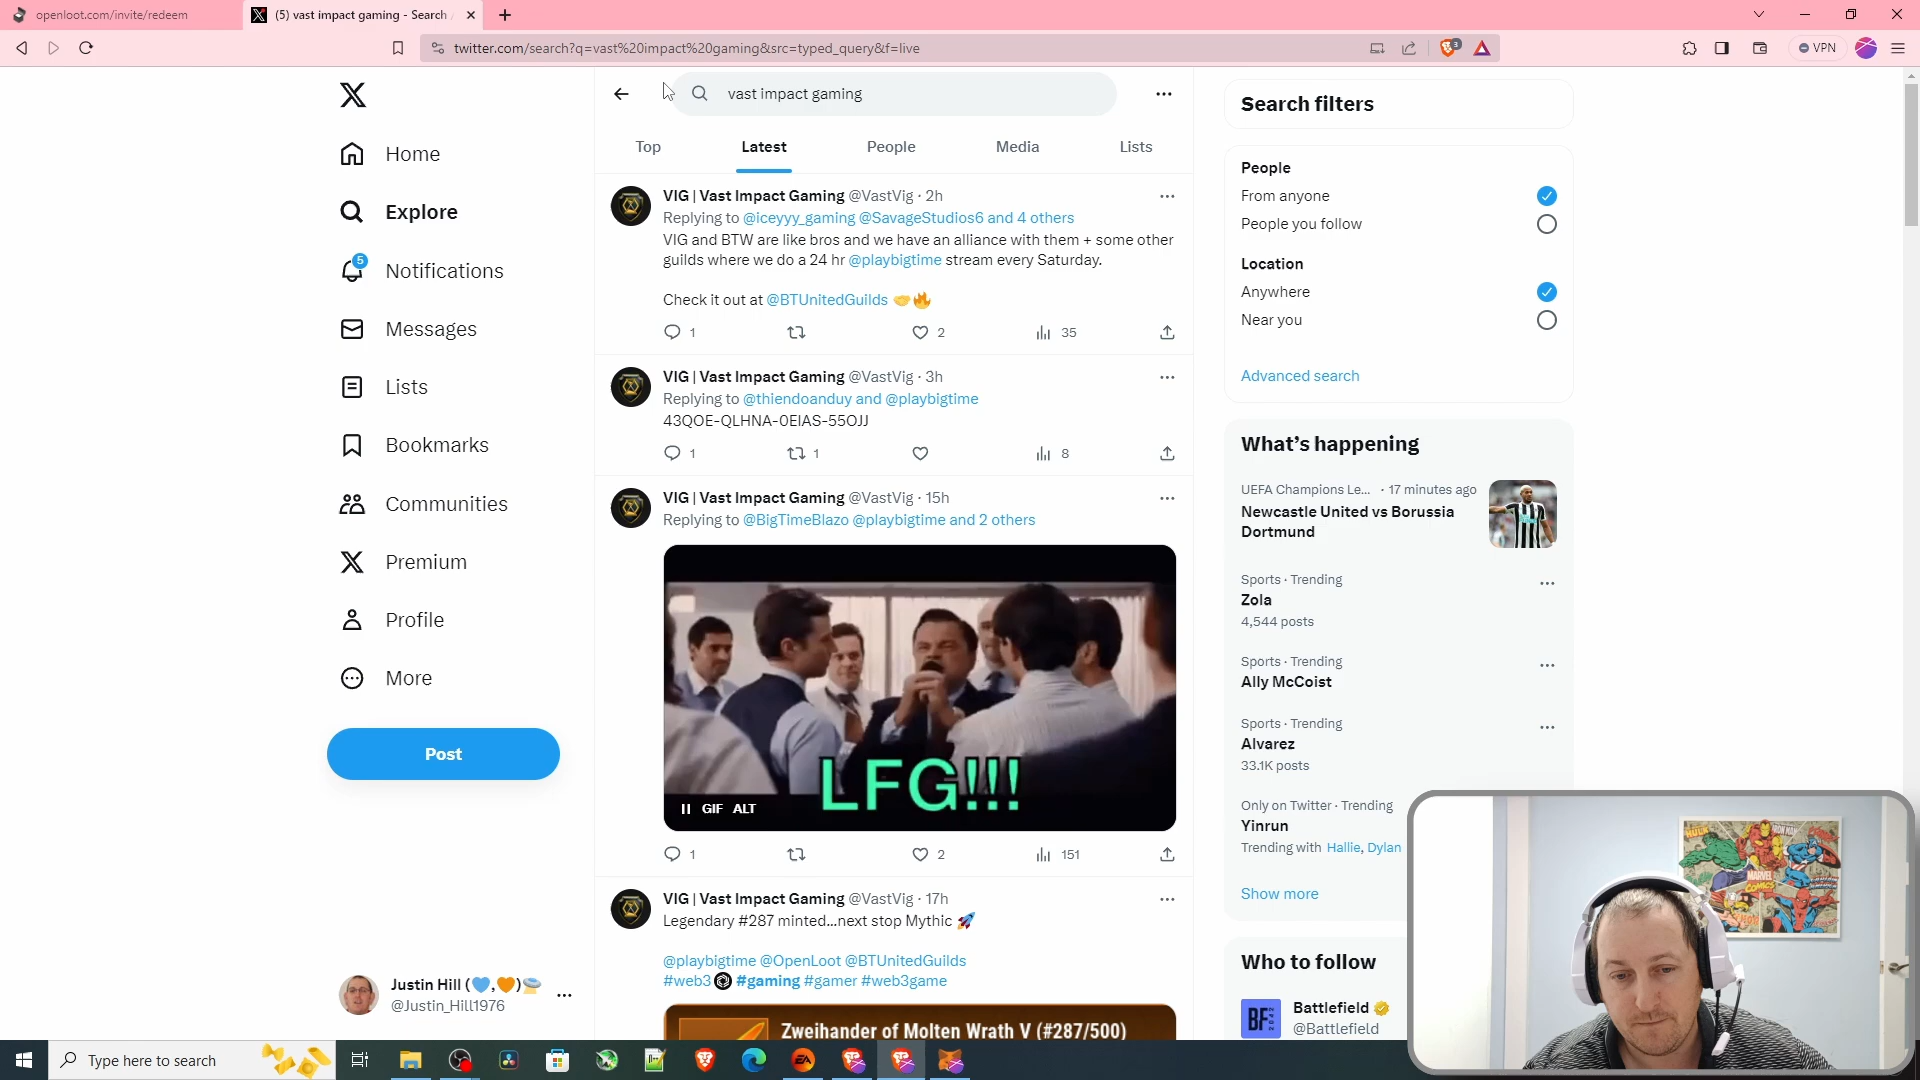 openloot.com/invite/redeem
(5) vast impact gaming - Search
twitter.com/search?q=vast%20impact%20gaming&src=typed_query&f=live
3
VPN
vast impact gaming
Top
Latest
People
Media
Lists
Home
Explore
5
Notifications
Messages
Lists
Bookmarks
Communities
Premium
Profile
More
Post
Justin Hill
@Justin_Hill1976
VIG | Vast Impact Gaming @VastVig · 2h
Replying to @iceyyy_gaming @SavageStudios6 and 4 others
VIG and BTW are like bros and we have an alliance with them + some other
guilds where we do a 24 hr @playbigtime stream every Saturday.
Check it out at @BTUnitedGuilds 🤝🔥
1
2
35
VIG | Vast Impact Gaming @VastVig · 3h
Replying to @thiendoanduy and @playbigtime
43QOE-QLHNA-0EIAS-55OJJ
1
1
8
VIG | Vast Impact Gaming @VastVig · 15h
Replying to @BigTimeBlazo @playbigtime and 2 others
LFG!!!
GIF ALT
1
2
151
VIG | Vast Impact Gaming @VastVig · 17h
Legendary #287 minted...next stop Mythic 🚀
@playbigtime @OpenLoot @BTUnitedGuilds
#web3 #gaming #gamer #web3game
Zweihander of Molten Wrath V (#287/500)
Search filters
People
From anyone
People you follow
Location
Anywhere
Near you
Advanced search
What's happening
UEFA Champions Le... · 17 minutes ago
Newcastle United vs Borussia
Dortmund
Sports · Trending
Zola
4,544 posts
Sports · Trending
Ally McCoist
Sports · Trending
Alvarez
33.1K posts
Only on Twitter · Trending
Yinrun
Trending with Hallie, Dylan
Show more
Who to follow
Battlefield
@Battlefield
MARVEL
COMICS
Type here to search